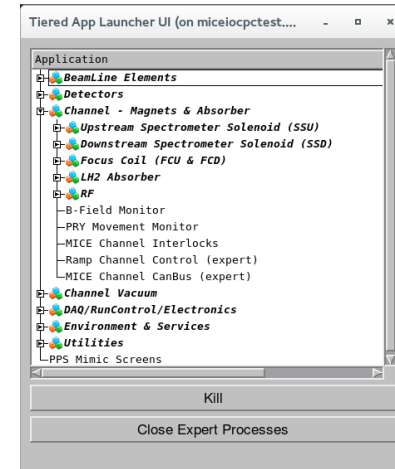 Tiered App Launcher UI (on miceiocpctest....
Application
BeamLine Elements
Detectors
Channel - Magnets & Absorber
Upstream Spectrometer Solenoid (SSU)
Downstream Spectrometer Solenoid (SSD)
Focus Coil (FCU & FCD)
LH2 Absorber
RF
B-Field Monitor
PRY Movement Monitor
MICE Channel Interlocks
Ramp Channel Control (expert)
MICE Channel CanBus (expert)
Channel Vacuum
DAQ/RunControl/Electronics
Environment & Services
Utilities
PPS Mimic Screens
Kill
Close Expert Processes